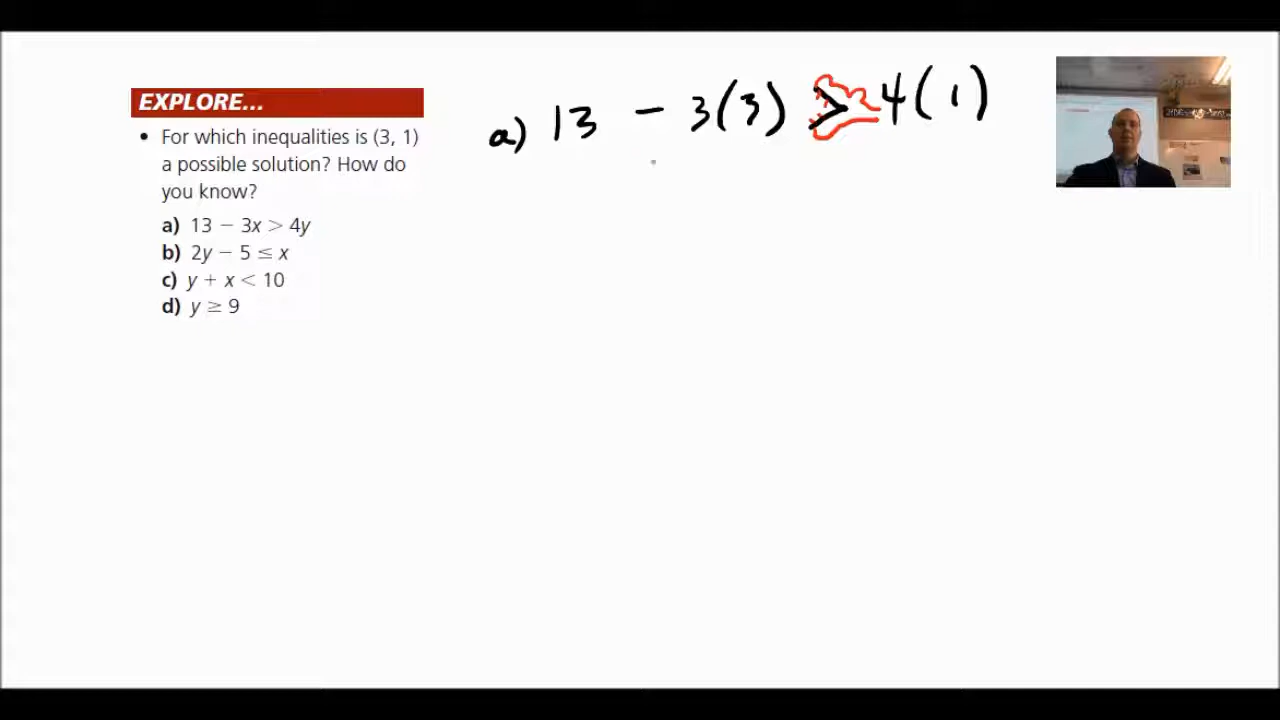 EXPLORE...
• For which inequalities is (3, 1)
a possible solution? How do
you know?
a) 13 − 3x > 4y
b) 2y − 5 ≤ x
c) y + x < 10
d) y ≥ 9
a) 13 − 3(3) > 4(1)